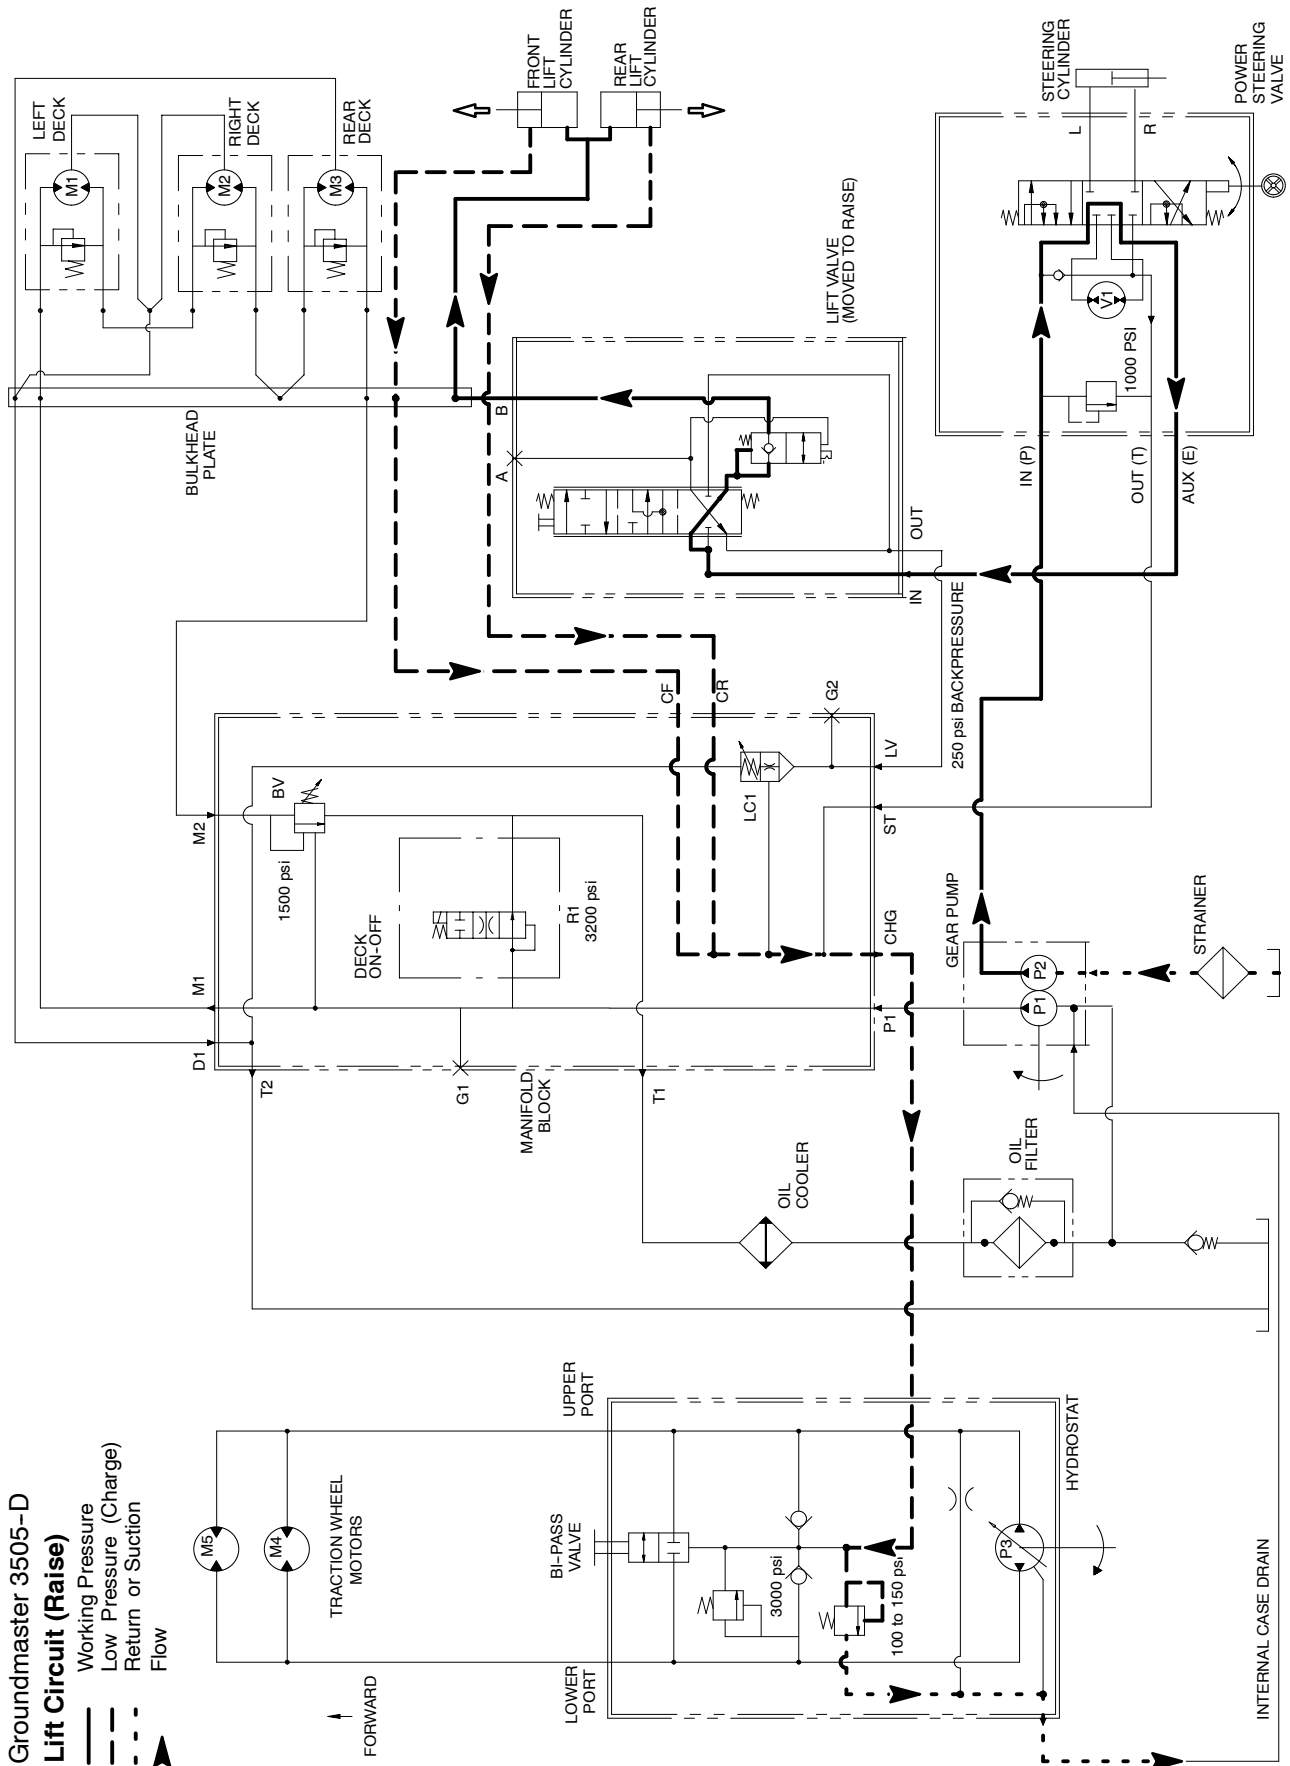 Groundmaster 3505-D
Lift Circuit (Raise)
Working Pressure
Low Pressure (Charge)
Return or Suction
Flow
FORWARD
M5
M4
TRACTION WHEEL
MOTORS
LOWER
PORT
UPPER
PORT
BI-PASS
VALVE
3000 psi
100 to 150 psi
P3
HYDROSTAT
INTERNAL CASE DRAIN
T2
D1
M1
M2
G1
MANIFOLD
BLOCK
T1
1500 psi
BV
DECK
ON-OFF
R1
3200 psi
LC1
CF
CR
G2
LV
ST
CHG
P1
250 psi BACKPRESSURE
OIL
COOLER
OIL
FILTER
GEAR PUMP
P1
P2
STRAINER
BULKHEAD
PLATE
LEFT
DECK
M1
RIGHT
DECK
M2
REAR
DECK
M3
FRONT
LIFT
CYLINDER
REAR
LIFT
CYLINDER
LIFT VALVE
(MOVED TO RAISE)
A
B
IN
OUT
IN (P)
OUT (T)
AUX (E)
1000 PSI
V1
L
R
STEERING
CYLINDER
POWER
STEERING
VALVE